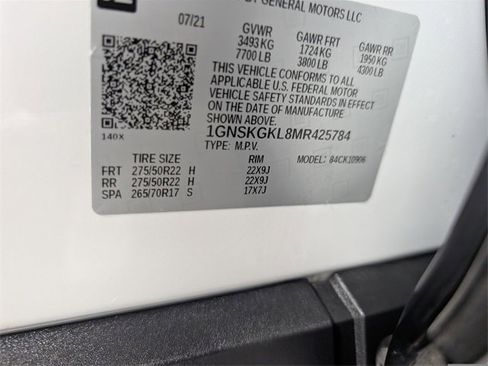 BY GENERAL MOTORS LLC
07/21 GVWR GAWR FRT GAWR RR
3493 KG 1724 KG 1950 KG
7700 LB 3800 LB 4300 LB
THIS VEHICLE CONFORMS TO ALL
APPLICABLE U.S. FEDERAL MOTOR
VEHICLE SAFETY STANDARDS IN EFFECT
ON THE DATE OF MANUFACTURE
SHOWN ABOVE.
1GNSKGKL8MR425784
140X TYPE: M.P.V. MODEL: 84CK10906
TIRE SIZE RIM
FRT 275/50R22 H 22X9J
RR 275/50R22 H 22X9J
SPA 265/70R17 S 17X7J